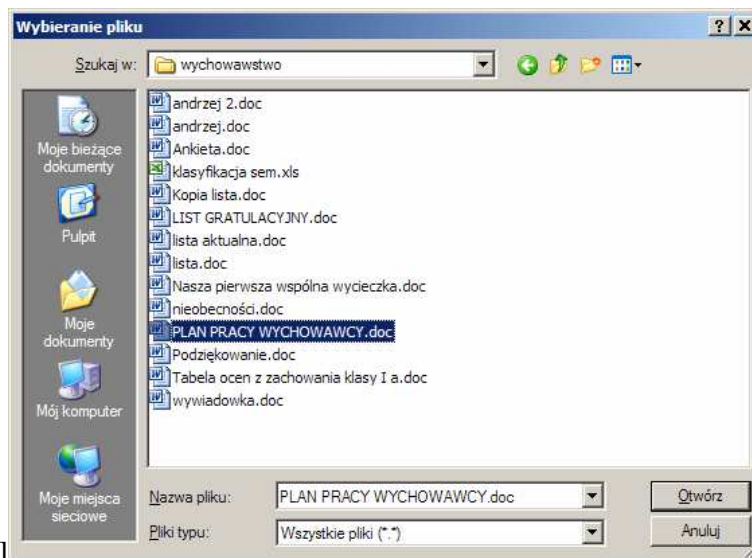 Wybieranie pliku
Szukaj w: wychowawstwo
andrzej 2.doc
andrzej.doc
Ankieta.doc
klasyfikacja sem.xls
Kopia lista.doc
LIST GRATULACYJNY.doc
lista aktualna.doc
lista.doc
Nasza pierwsza wspólna wycieczka.doc
nieobecności.doc
PLAN PRACY WYCHOWAWCY.doc
Podziękowanie.doc
Tabela ocen z zachowania klasy I a.doc
wywiadowka.doc
Moje bieżące
dokumenty
Pulpit
Moje
dokumenty
Mój komputer
Moje miejsca
sieciowe
Nazwa pliku: PLAN PRACY WYCHOWAWCY.doc Otwórz
Pliki typu: Wszystkie pliki (*.*) Anuluj
]